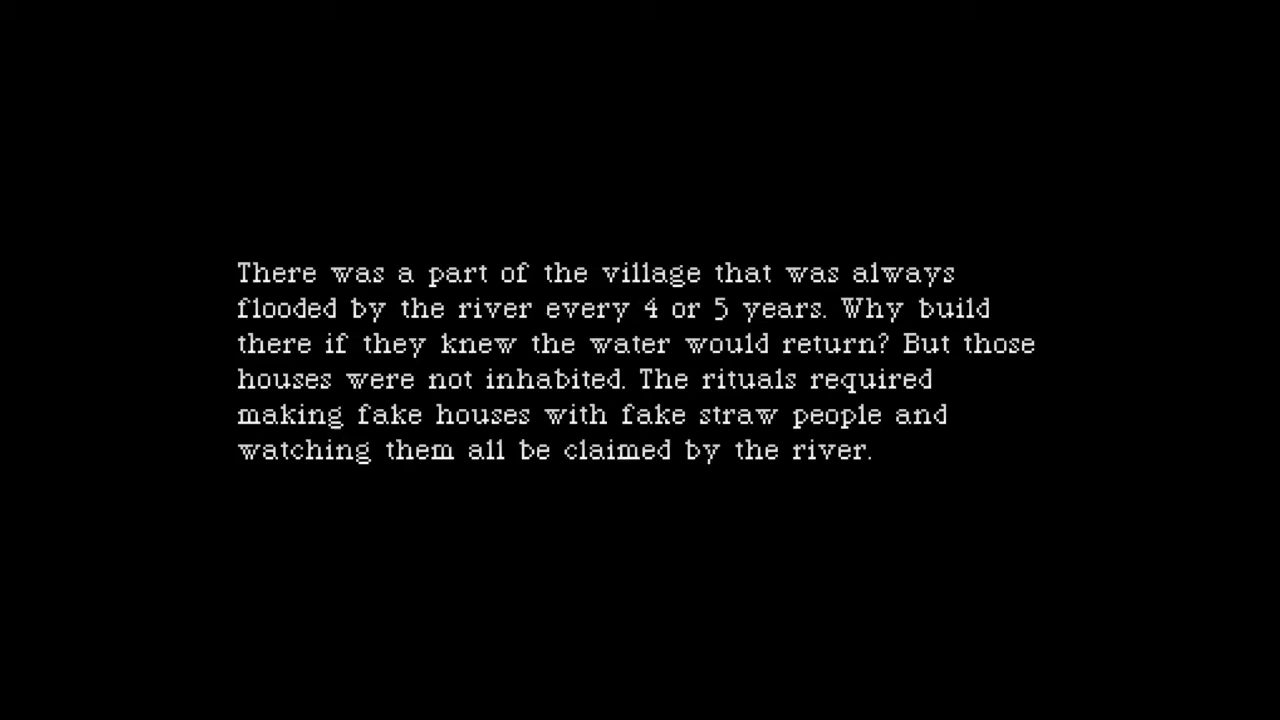 There was a part of the village that was always
flooded by the river every 4 or 5 years. Why build
there if they knew the water would return? But those
houses were not inhabited. The rituals required
making fake houses with fake straw people and
watching them all be claimed by the river.